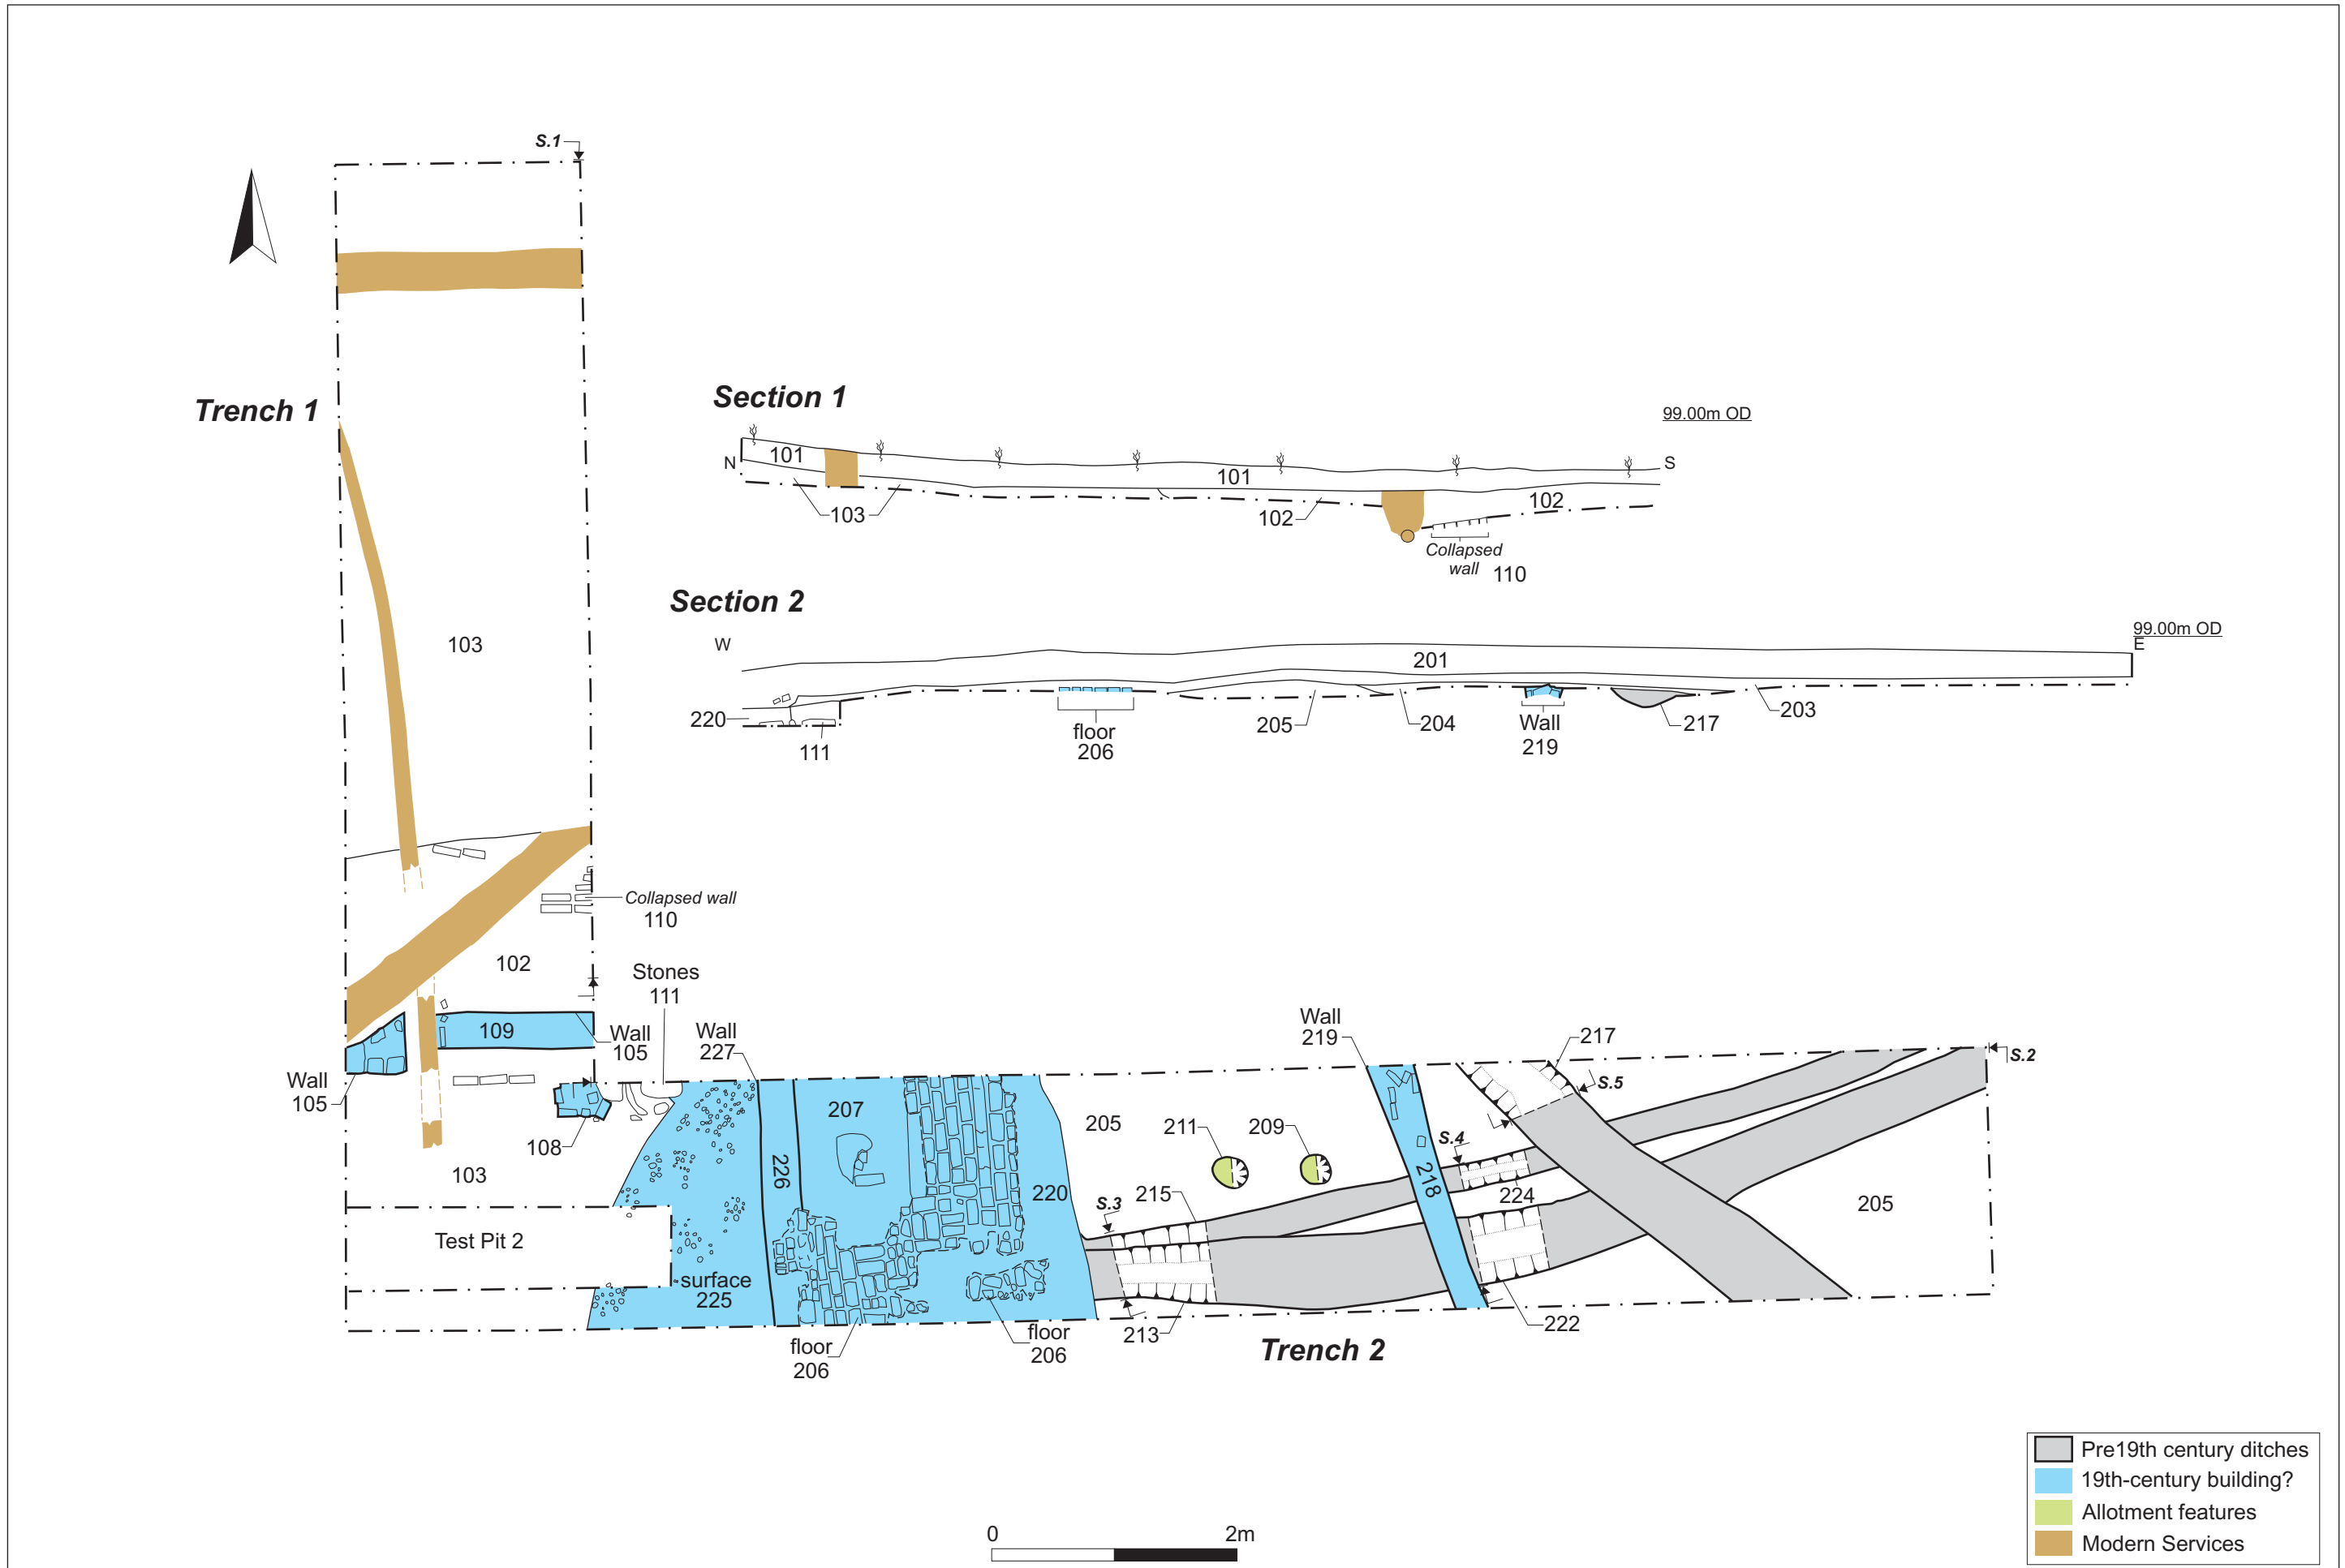 S.1
Trench 1
103
Collapsed wall
110
102
Stones
111
109
Wall
105
Wall
105
108
103
Test Pit 2
Section 1
99.00m OD
N
101
101
S
103
102
102
Collapsed
wall 110
Section 2
99.00m OD
W
E
201
220
111
floor
206
205
204
Wall
219
217
203
Wall
227
207
226
220
surface
225
floor
206
floor
206
205
211
209
S.3
215
213
Wall
219
218
S.4
224
222
217
S.5
S.2
205
Trench 2
0 2m
Pre19th century ditches
19th-century building?
Allotment features
Modern Services